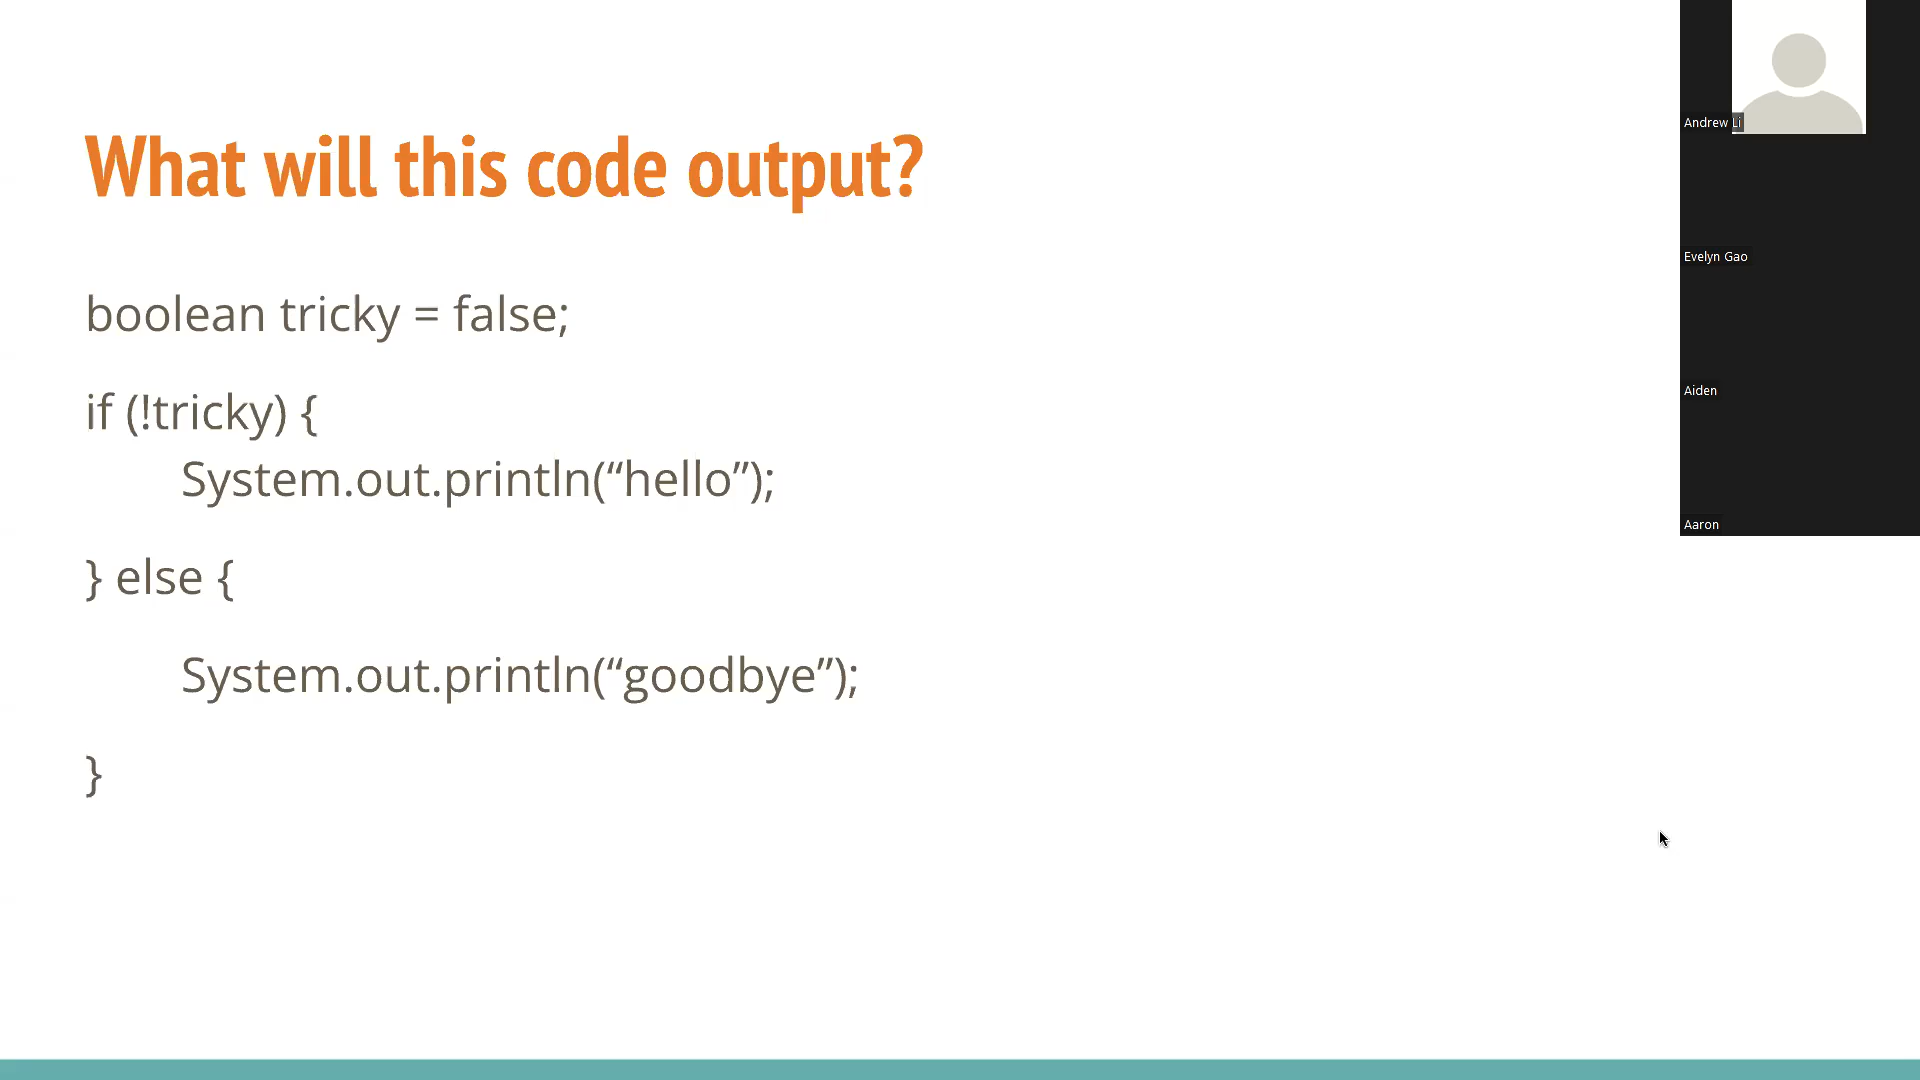 What will this code output?
boolean tricky = false;
if (!tricky) {
System.out.println(“hello”);
} else {
System.out.println(“goodbye”);
}
Andrew Li
Evelyn Gao
Aiden
Aaron